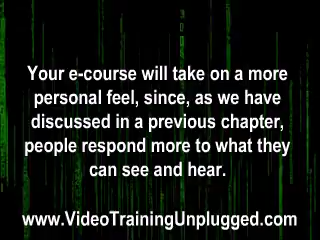 Your e-course will take on a more
personal feel, since, as we have
discussed in a previous chapter,
people respond more to what they
can see and hear.
www.VideoTrainingUnplugged.com